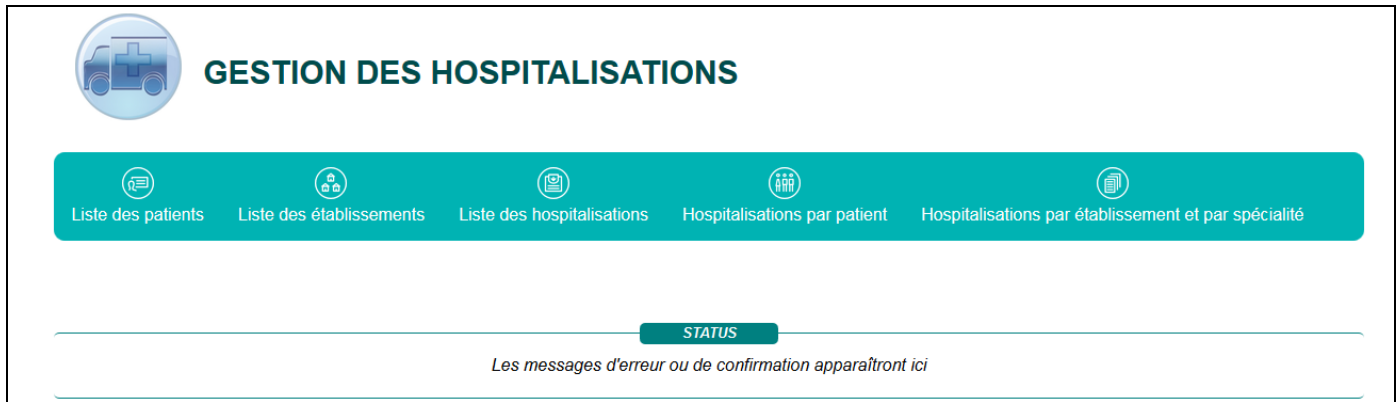 GESTION DES HOSPITALISATIONS
Liste des patients
Liste des établissements
Liste des hospitalisations
Hospitalisations par patient
Hospitalisations par établissement et par spécialité
STATUS
Les messages d'erreur ou de confirmation apparaîtront ici